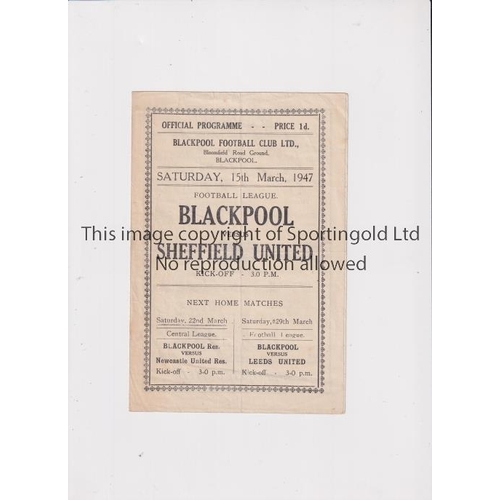 OFFICIAL PROGRAMME - - PRICE 1d.
BLACKPOOL FOOTBALL CLUB LTD.,
Bloomfield Road Ground,
BLACKPOOL.
SATURDAY, 15th March, 1947
FOOTBALL LEAGUE.
BLACKPOOL
This image copyright of Sportingold Ltd
SHEFFIELD UNITED
No reproduction allowed
KICK-OFF - 3.0 P.M.
NEXT HOME MATCHES
Saturday, 22nd March
Central League.
BLACKPOOL Res.
VERSUS
Newcastle United Res.
Kick-off - 3-0 p.m.
Saturday, 29th March
Football League.
BLACKPOOL
VERSUS
LEEDS UNITED
Kick-off - 3-0 p.m.